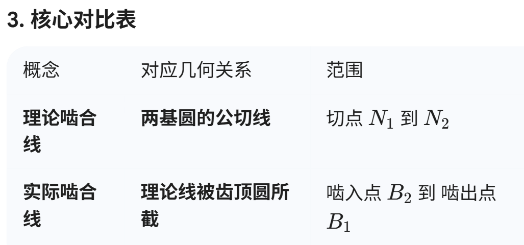 3. 核心对比表
概念 对应几何关系 范围
理论啮合 两基圆的公切线 切点 N₁ 到 N₂
线
实际啮合 理论线被齿顶圆所 啮入点 B₂ 到 啮出点
线 截 B₁